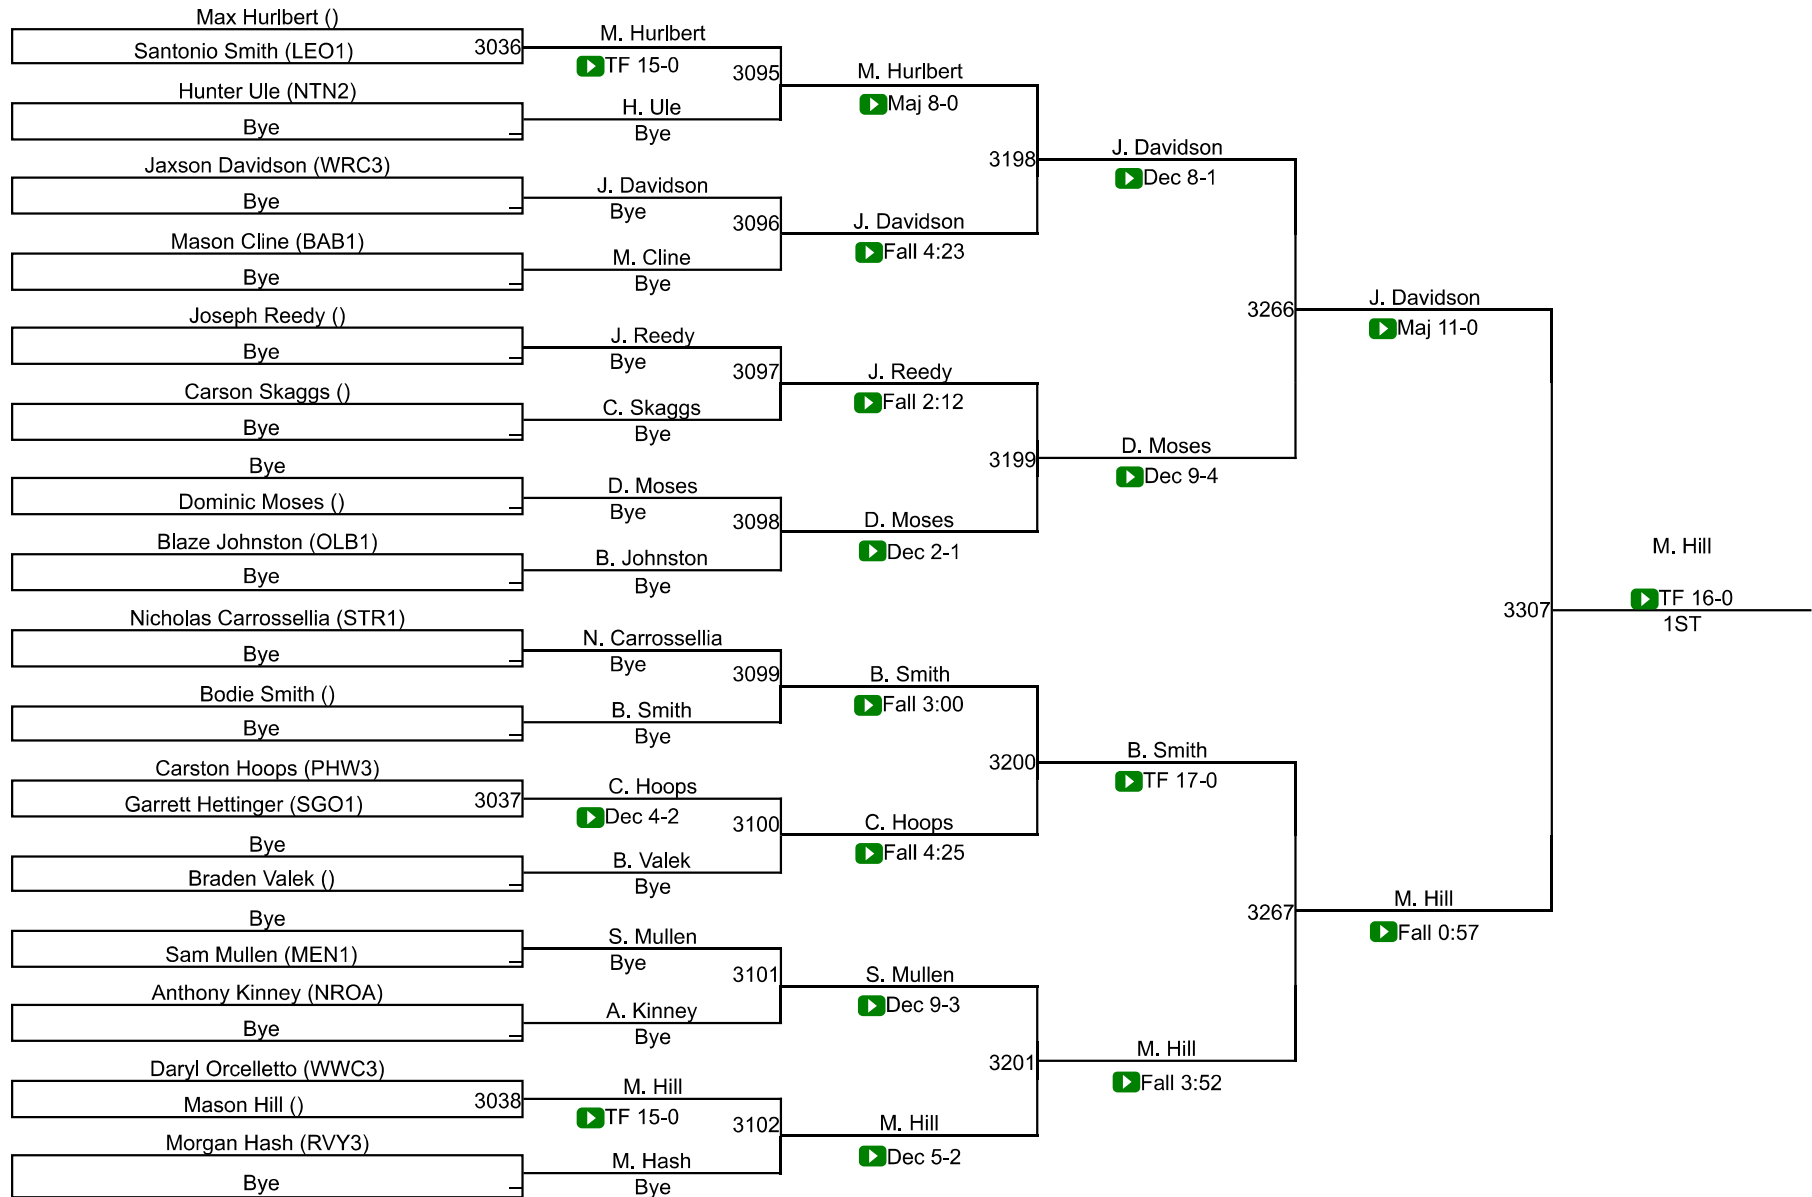 Max Hurlbert ()
Santonio Smith (LEO1)
3036
Hunter Ule (NTN2)
Bye
Jaxson Davidson (WRC3)
Bye
Mason Cline (BAB1)
Bye
Joseph Reedy ()
Bye
Carson Skaggs ()
Bye
Bye
Dominic Moses ()
Blaze Johnston (OLB1)
Bye
Nicholas Carrossellia (STR1)
Bye
Bodie Smith ()
Bye
Carston Hoops (PHW3)
Garrett Hettinger (SGO1)
3037
Bye
Braden Valek ()
Bye
Sam Mullen (MEN1)
Anthony Kinney (NROA)
Bye
Daryl Orcelletto (WWC3)
Mason Hill ()
3038
Morgan Hash (RVY3)
Bye
M. Hurlbert
TF 15-0
3095
H. Ule
Bye
J. Davidson
Bye
3096
M. Cline
Bye
J. Reedy
Bye
3097
C. Skaggs
Bye
D. Moses
Bye
3098
B. Johnston
Bye
N. Carrossellia
Bye
3099
B. Smith
Bye
C. Hoops
Dec 4-2
3100
B. Valek
Bye
S. Mullen
Bye
3101
A. Kinney
Bye
M. Hill
TF 15-0
3102
M. Hash
Bye
M. Hurlbert
Maj 8-0
3198
J. Davidson
Fall 4:23
J. Reedy
Fall 2:12
3199
D. Moses
Dec 2-1
B. Smith
Fall 3:00
3200
C. Hoops
Fall 4:25
S. Mullen
Dec 9-3
3201
M. Hill
Dec 5-2
J. Davidson
Dec 8-1
3266
D. Moses
Dec 9-4
B. Smith
TF 17-0
3267
M. Hill
Fall 3:52
J. Davidson
Maj 11-0
3307
M. Hill
Fall 0:57
M. Hill
TF 16-0
1ST